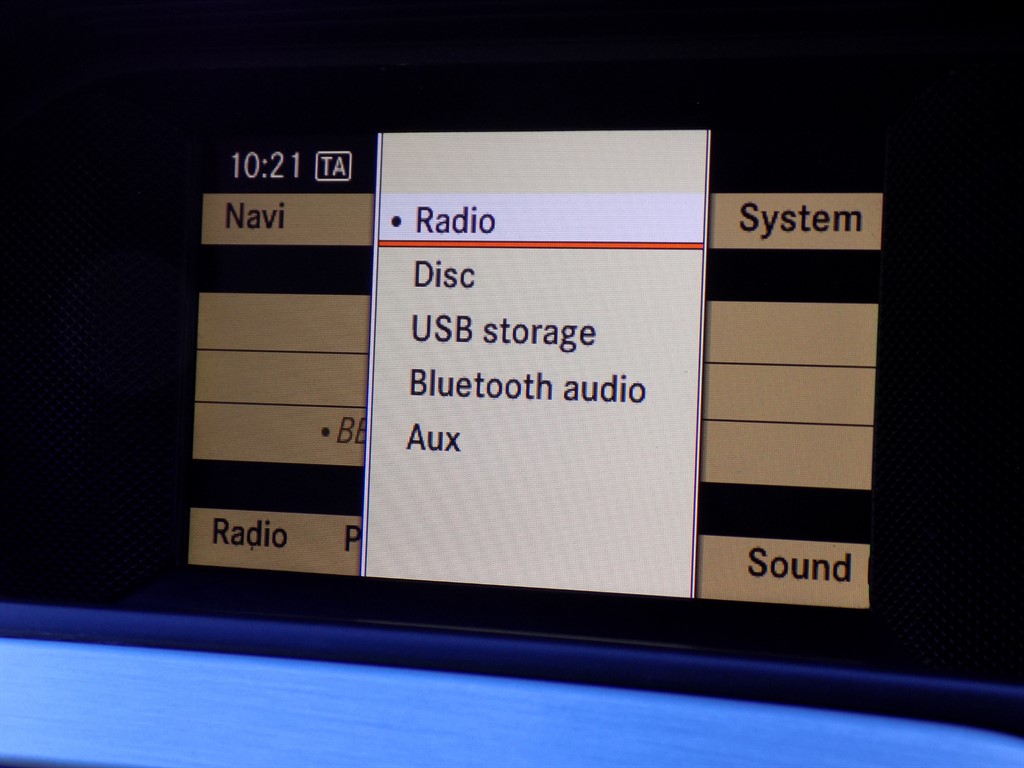 10:21 TA
Navi
• Radio
System
Disc
USB storage
Bluetooth audio
Aux
Radio
Sound